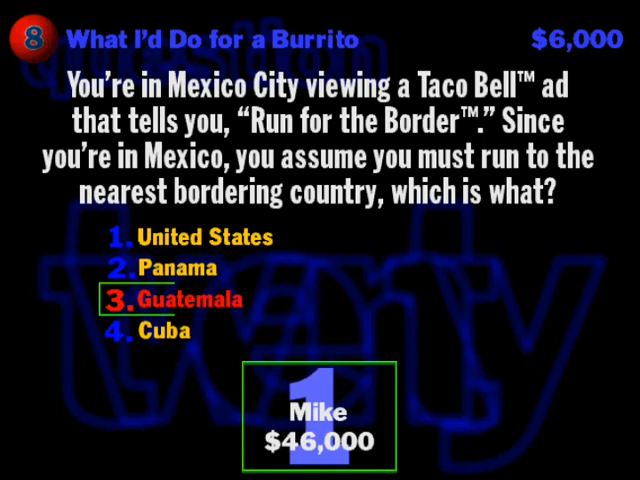 8 What I'd Do for a Burrito $6,000
You're in Mexico City viewing a Taco Bell™ ad
that tells you, “Run for the Border™.” Since
you're in Mexico, you assume you must run to the
nearest bordering country, which is what?
1. United States
2. Panama
3. Guatemala
4. Cuba
1
Mike
$46,000
question